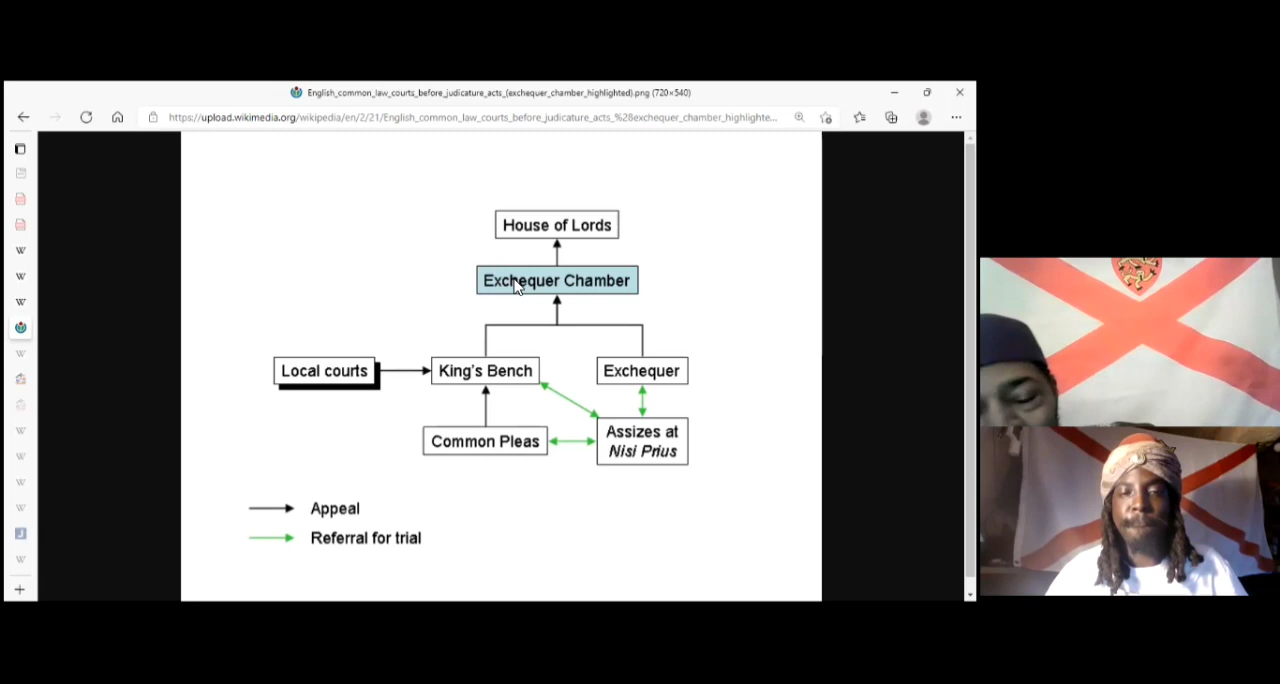 English_common_law_courts_before_judicature_acts_(exchequer_chamber_highlighted).png (720×540)
https://upload.wikimedia.org/wikipedia/en/2/21/English_common_law_courts_before_judicature_acts_%28exchequer_chamber_highlighte...
House of Lords
Exchequer Chamber
Local courts
King's Bench
Exchequer
Common Pleas
Assizes at
Nisi Prius
Appeal
Referral for trial